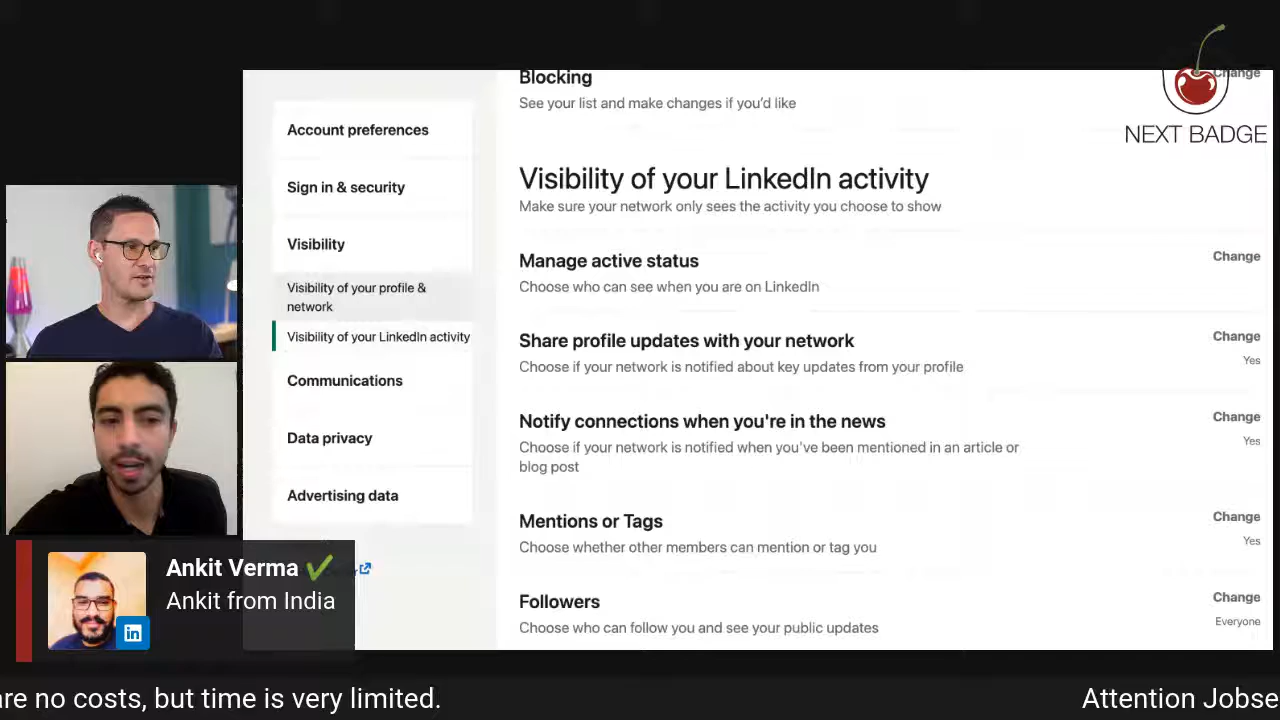 Blocking
Change
See your list and make changes if you'd like
NEXT BADGE
Account preferences
Sign in & security
Visibility
Visibility of your profile &
network
Visibility of your LinkedIn activity
Communications
Data privacy
Advertising data
Visibility of your LinkedIn activity
Make sure your network only sees the activity you choose to show
Manage active status
Change
Choose who can see when you are on LinkedIn
Share profile updates with your network
Change
Choose if your network is notified about key updates from your profile
Yes
Notify connections when you're in the news
Change
Choose if your network is notified when you've been mentioned in an article or
blog post
Yes
Mentions or Tags
Change
Choose whether other members can mention or tag you
Yes
Followers
Change
Choose who can follow you and see your public updates
Everyone
Ankit Verma ✔
Ankit from India
in
are no costs, but time is very limited.
Attention Jobse